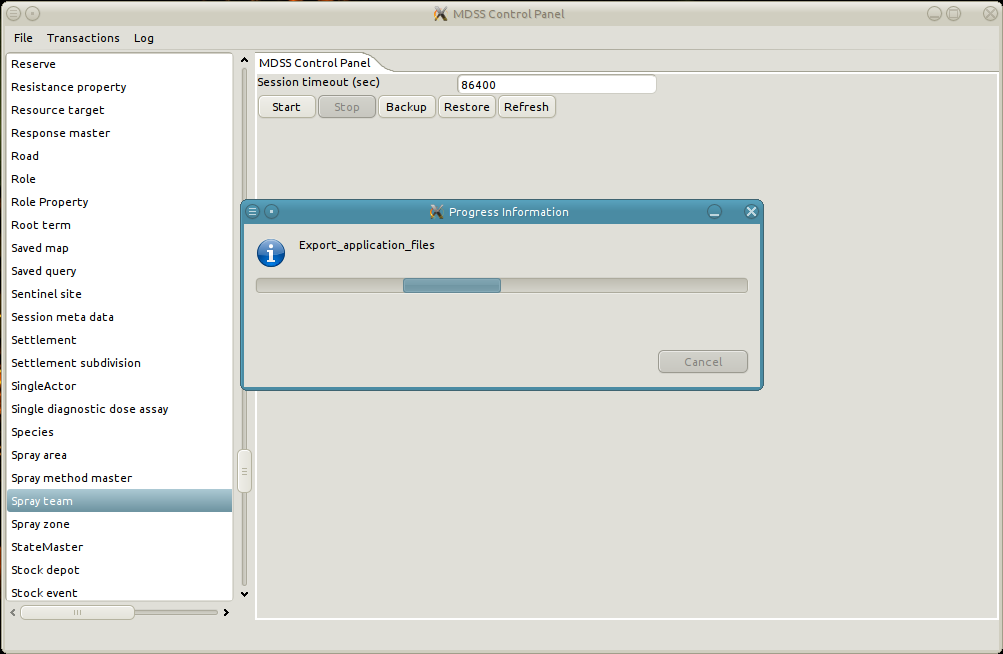 MDSS Control Panel
File Transactions Log
Reserve
Resistance property
Resource target
Response master
Road
Role
Role Property
Root term
Saved map
Saved query
Sentinel site
Session meta data
Settlement
Settlement subdivision
SingleActor
Single diagnostic dose assay
Species
Spray area
Spray method master
Spray team
Spray zone
StateMaster
Stock depot
Stock event
MDSS Control Panel
Session timeout (sec) 86400
Start Stop Backup Restore Refresh
Progress Information
Export_application_files
Cancel